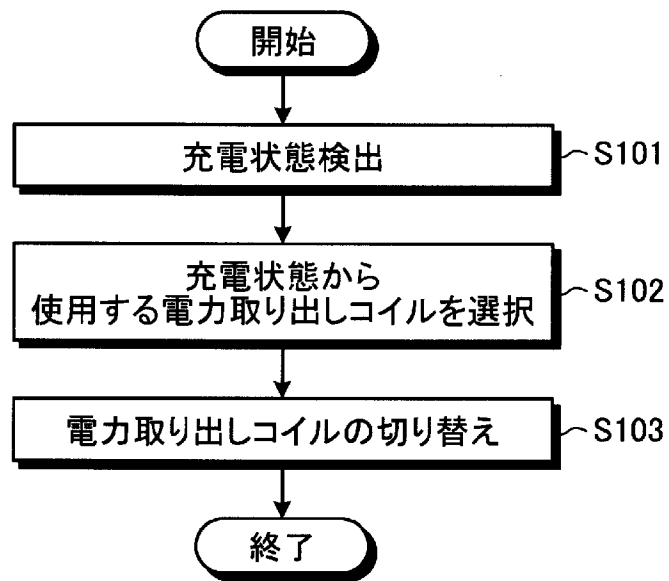 開始
充電状態検出
S101
充電状態から
使用する電力取り出しコイルを選択
S102
電力取り出しコイルの切り替え
S103
終了